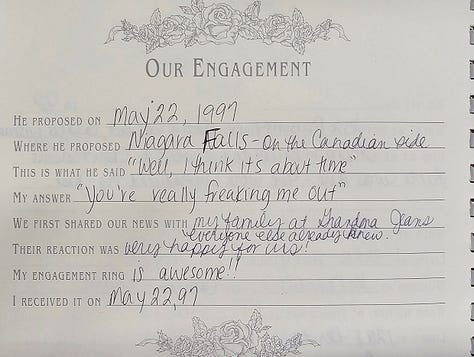 OUR ENGAGEMENT
HE PROPOSED ON May 22, 1997
WHERE HE PROPOSED Niagara Falls - on the Canadian side
THIS IS WHAT HE SAID "Well, I think its about time"
MY ANSWER "You're really freaking me out"
WE FIRST SHARED OUR NEWS WITH my family at Grandma Jeans
"everyone else already knew.
THEIR REACTION WAS very happy for us!
MY ENGAGEMENT RING is awesome!!
I RECEIVED IT ON May 22, 97